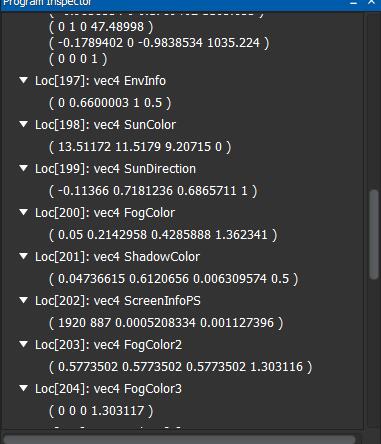 Program Inspector
( 0 1 0 47.48998 )
( -0.1789402 0 -0.9838534 1035.224 )
( 0 0 0 1 )
Loc[197]: vec4 EnvInfo
( 0 0.6600003 1 0.5 )
Loc[198]: vec4 SunColor
( 13.51172 11.5179 9.20715 0 )
Loc[199]: vec4 SunDirection
( -0.11366 0.7181236 0.6865711 1 )
Loc[200]: vec4 FogColor
( 0.05 0.2142958 0.4285888 1.362341 )
Loc[201]: vec4 ShadowColor
( 0.04736615 0.6120656 0.006309574 0.5 )
Loc[202]: vec4 ScreenInfoPS
( 1920 887 0.0005208334 0.001127396 )
Loc[203]: vec4 FogColor2
( 0.5773502 0.5773502 0.5773502 1.303116 )
Loc[204]: vec4 FogColor3
( 0 0 0 1.303117 )